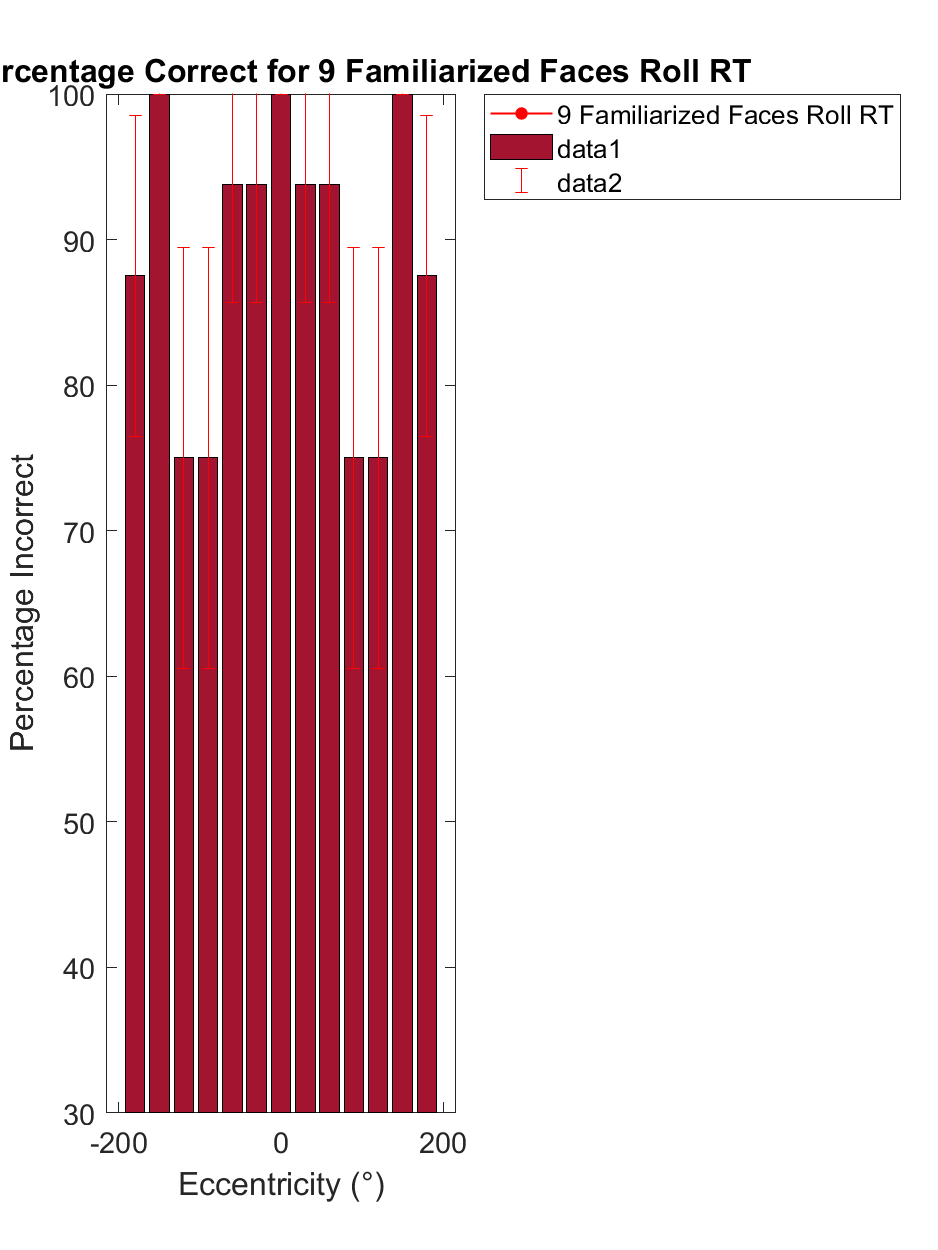 rcentage Correct for 9 Familiarized Faces Roll RT
9 Familiarized Faces Roll RT
data1
data2
100
90
80
70
60
50
40
30
Percentage Incorrect
-200 0 200
Eccentricity (°)